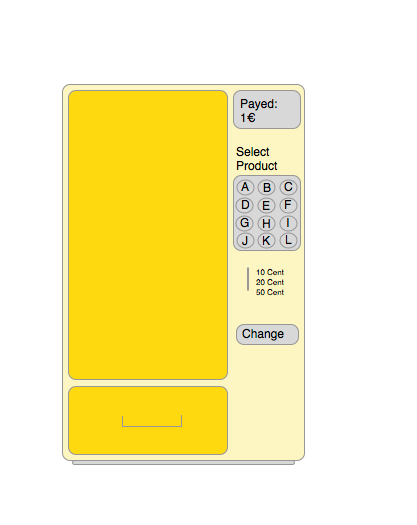 Payed:
1€
Select
Product
A B C
D E F
G H I
J K L
10 Cent
20 Cent
50 Cent
Change